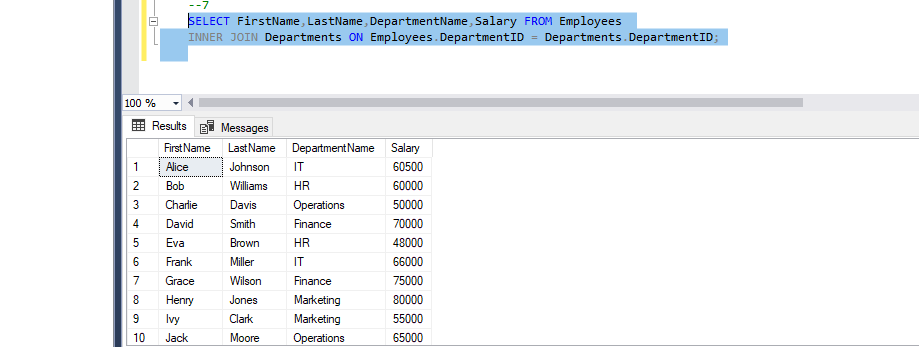 --7
SELECT FirstName,LastName,DepartmentName,Salary FROM Employees
INNER JOIN Departments ON Employees.DepartmentID = Departments.DepartmentID;
100 %
Results Messages
FirstName LastName DepartmentName Salary
1 Alice Johnson IT 60500
2 Bob Williams HR 60000
3 Charlie Davis Operations 50000
4 David Smith Finance 70000
5 Eva Brown HR 48000
6 Frank Miller IT 66000
7 Grace Wilson Finance 75000
8 Henry Jones Marketing 80000
9 Ivy Clark Marketing 55000
10 Jack Moore Operations 65000